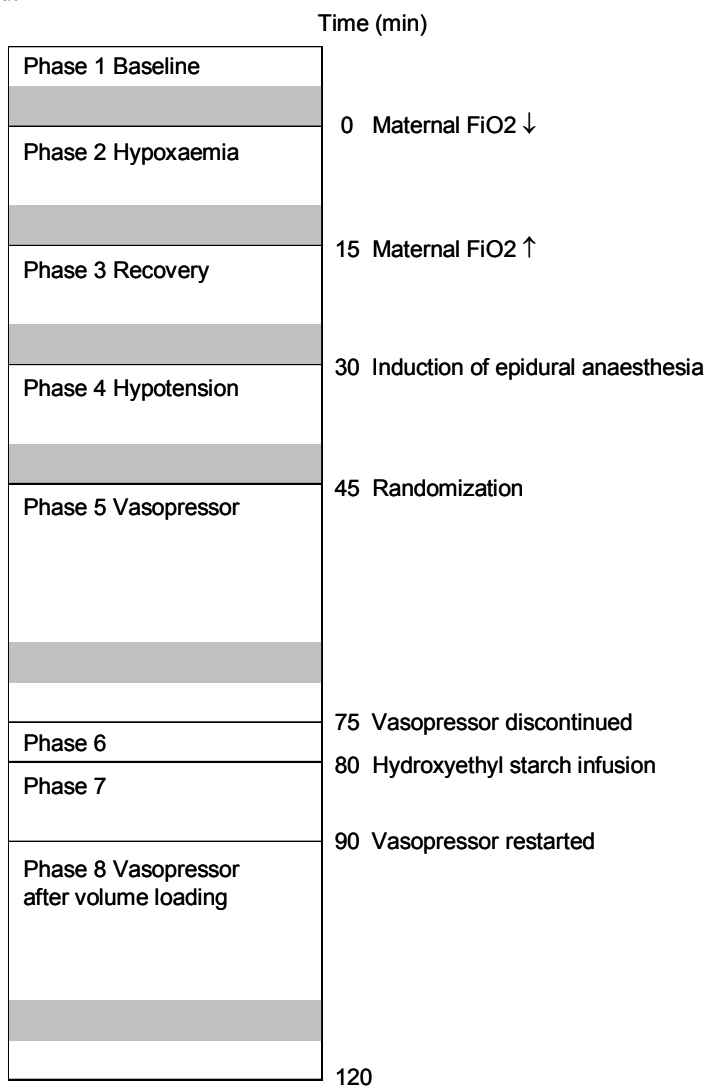 Time (min)
Phase 1 Baseline
0 Maternal FiO2 ↓
Phase 2 Hypoxaemia
15 Maternal FiO2 ↑
Phase 3 Recovery
30 Induction of epidural anaesthesia
Phase 4 Hypotension
45 Randomization
Phase 5 Vasopressor
75 Vasopressor discontinued
Phase 6
80 Hydroxyethyl starch infusion
Phase 7
90 Vasopressor restarted
Phase 8 Vasopressor
after volume loading
120